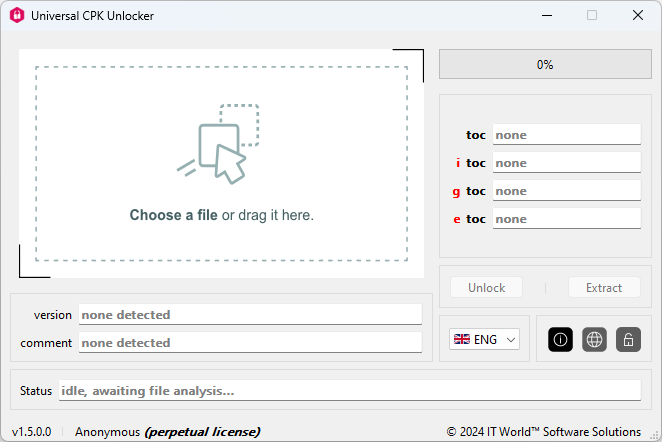 Universal CPK Unlocker
0%
Choose a file or drag it here.
toc none
i toc none
g toc none
e toc none
Unlock | Extract
version none detected
comment none detected
ENG
Status idle, awaiting file analysis...
v1.5.0.0 Anonymous (perpetual license) © 2024 IT World™ Software Solutions